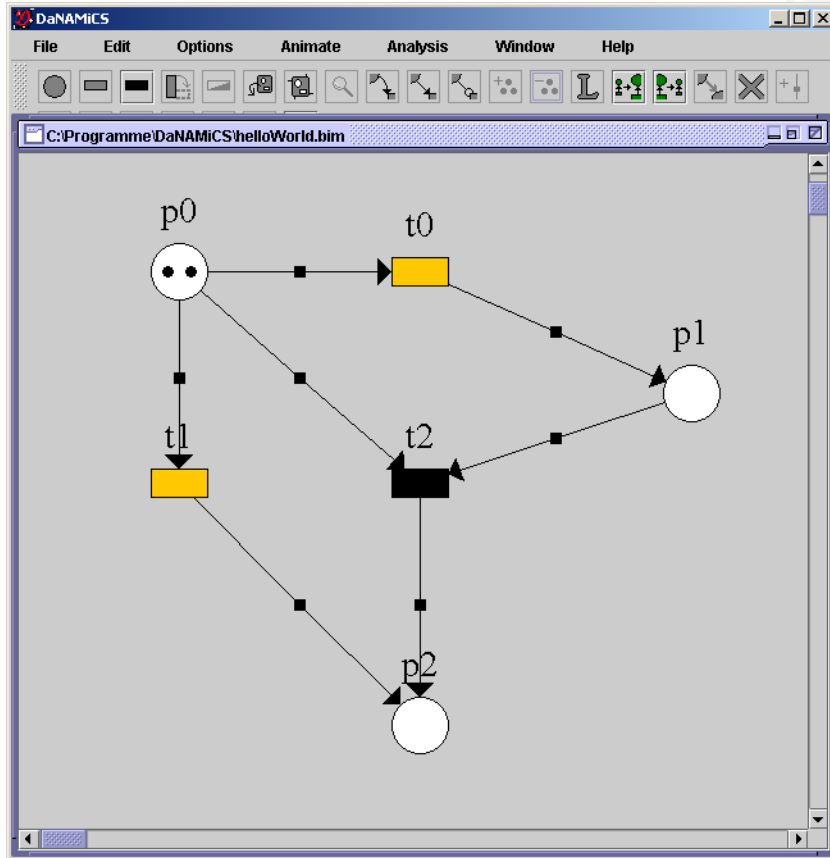 DaNAMiCS
File Edit Options Animate Analysis Window Help
L
C:\Programme\DaNAMiCS\helloWorld.bim
p0
t0
p1
t1
t2
p2